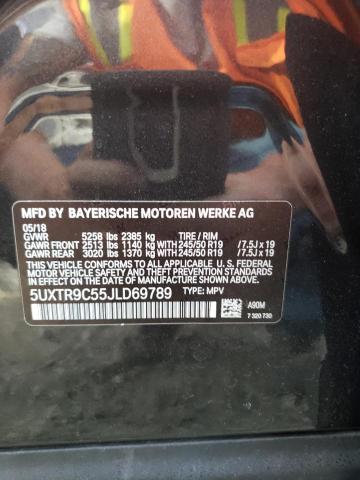 MFD BY BAYERISCHE MOTOREN WERKE AG
05/18
GVWR 5258 lbs 2385 kg TIRE / RIM
GAWR FRONT 2513 lbs 1140 kg WITH 245/50 R19 /7.5J x 19
GAWR REAR 3020 lbs 1370 kg WITH 245/50 R19 /7.5J x 19
THIS VEHICLE CONFORMS TO ALL APPLICABLE U.S. FEDERAL
MOTOR VEHICLE SAFETY STANDARDS IN EFFECT ON THE DATE
OF MANUFACTURE SHOWN ABOVE.
5UXTR9C55JLD69789 TYPE: MPV
A90M
7 320 730